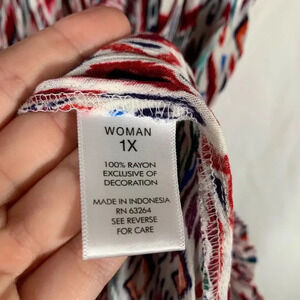 WOMAN
1X
100% RAYON
EXCLUSIVE OF
DECORATION
MADE IN INDONESIA
RN 63264
SEE REVERSE
FOR CARE